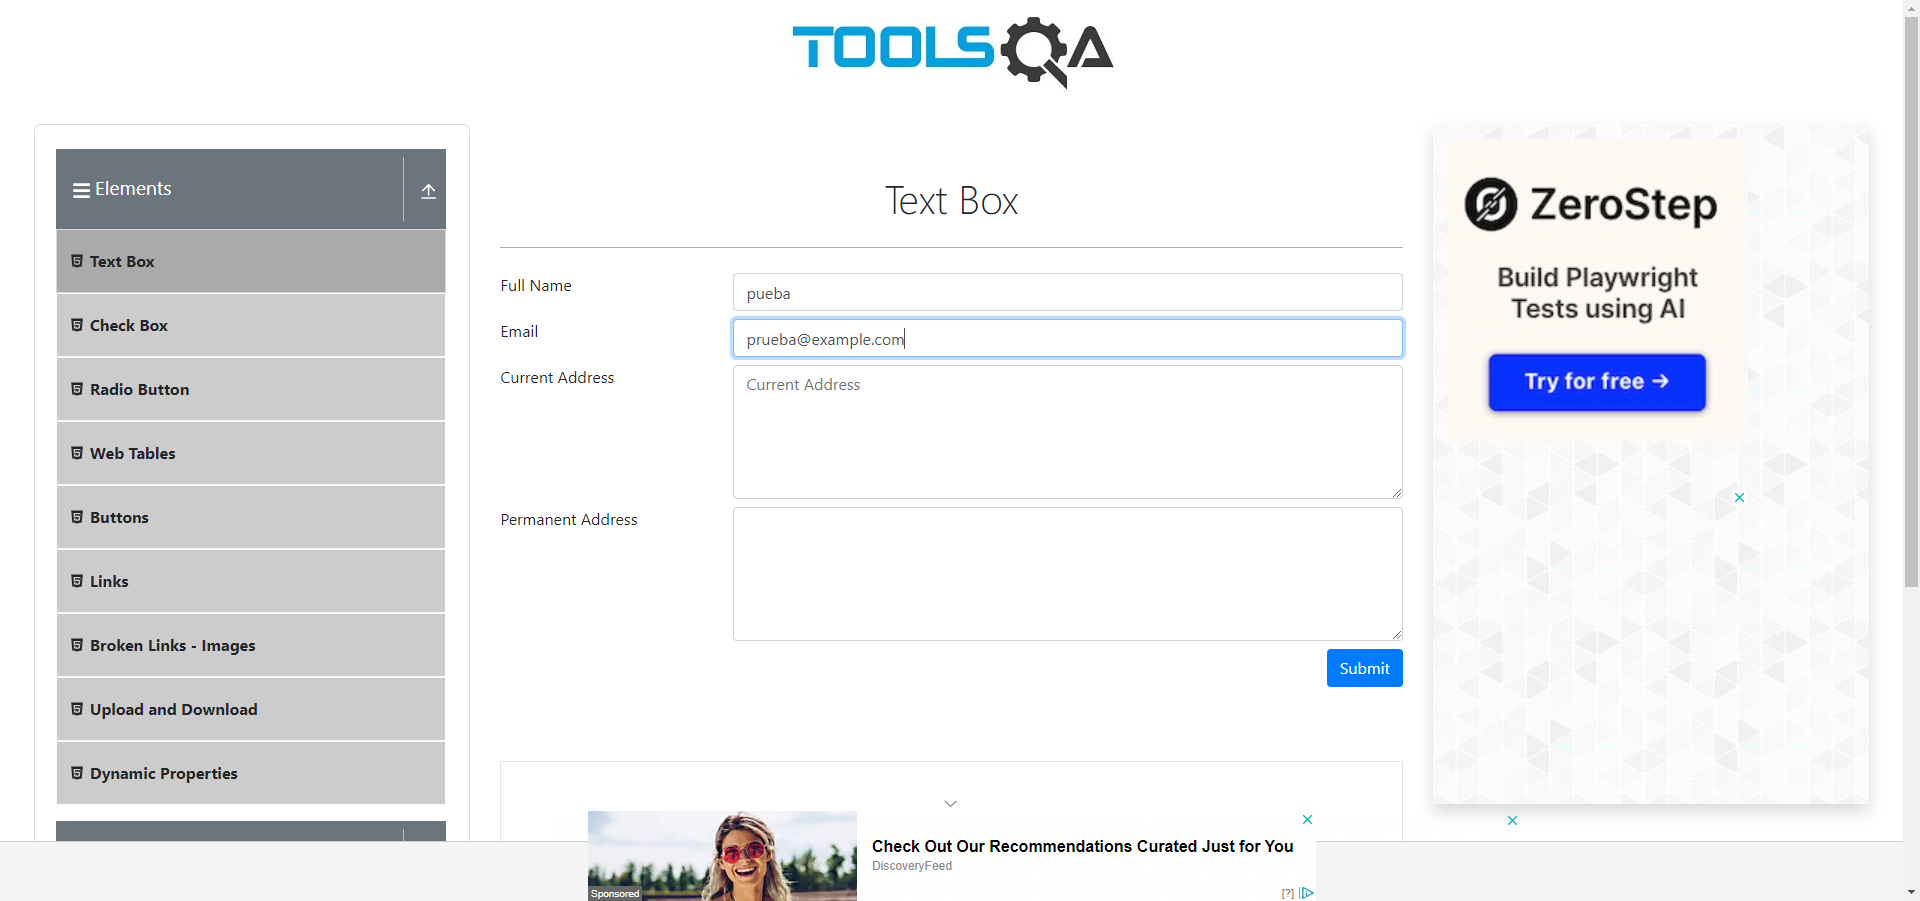 TOOLSQA
Elements
Text Box
Check Box
Radio Button
Web Tables
Buttons
Links
Broken Links - Images
Upload and Download
Dynamic Properties
Text Box
Full Name
pueba
Email
prueba@example.com
Current Address
Current Address
Permanent Address
Submit
ZeroStep
Build Playwright
Tests using AI
Try for free →
Sponsored
Check Out Our Recommendations Curated Just for You
DiscoveryFeed
[?]